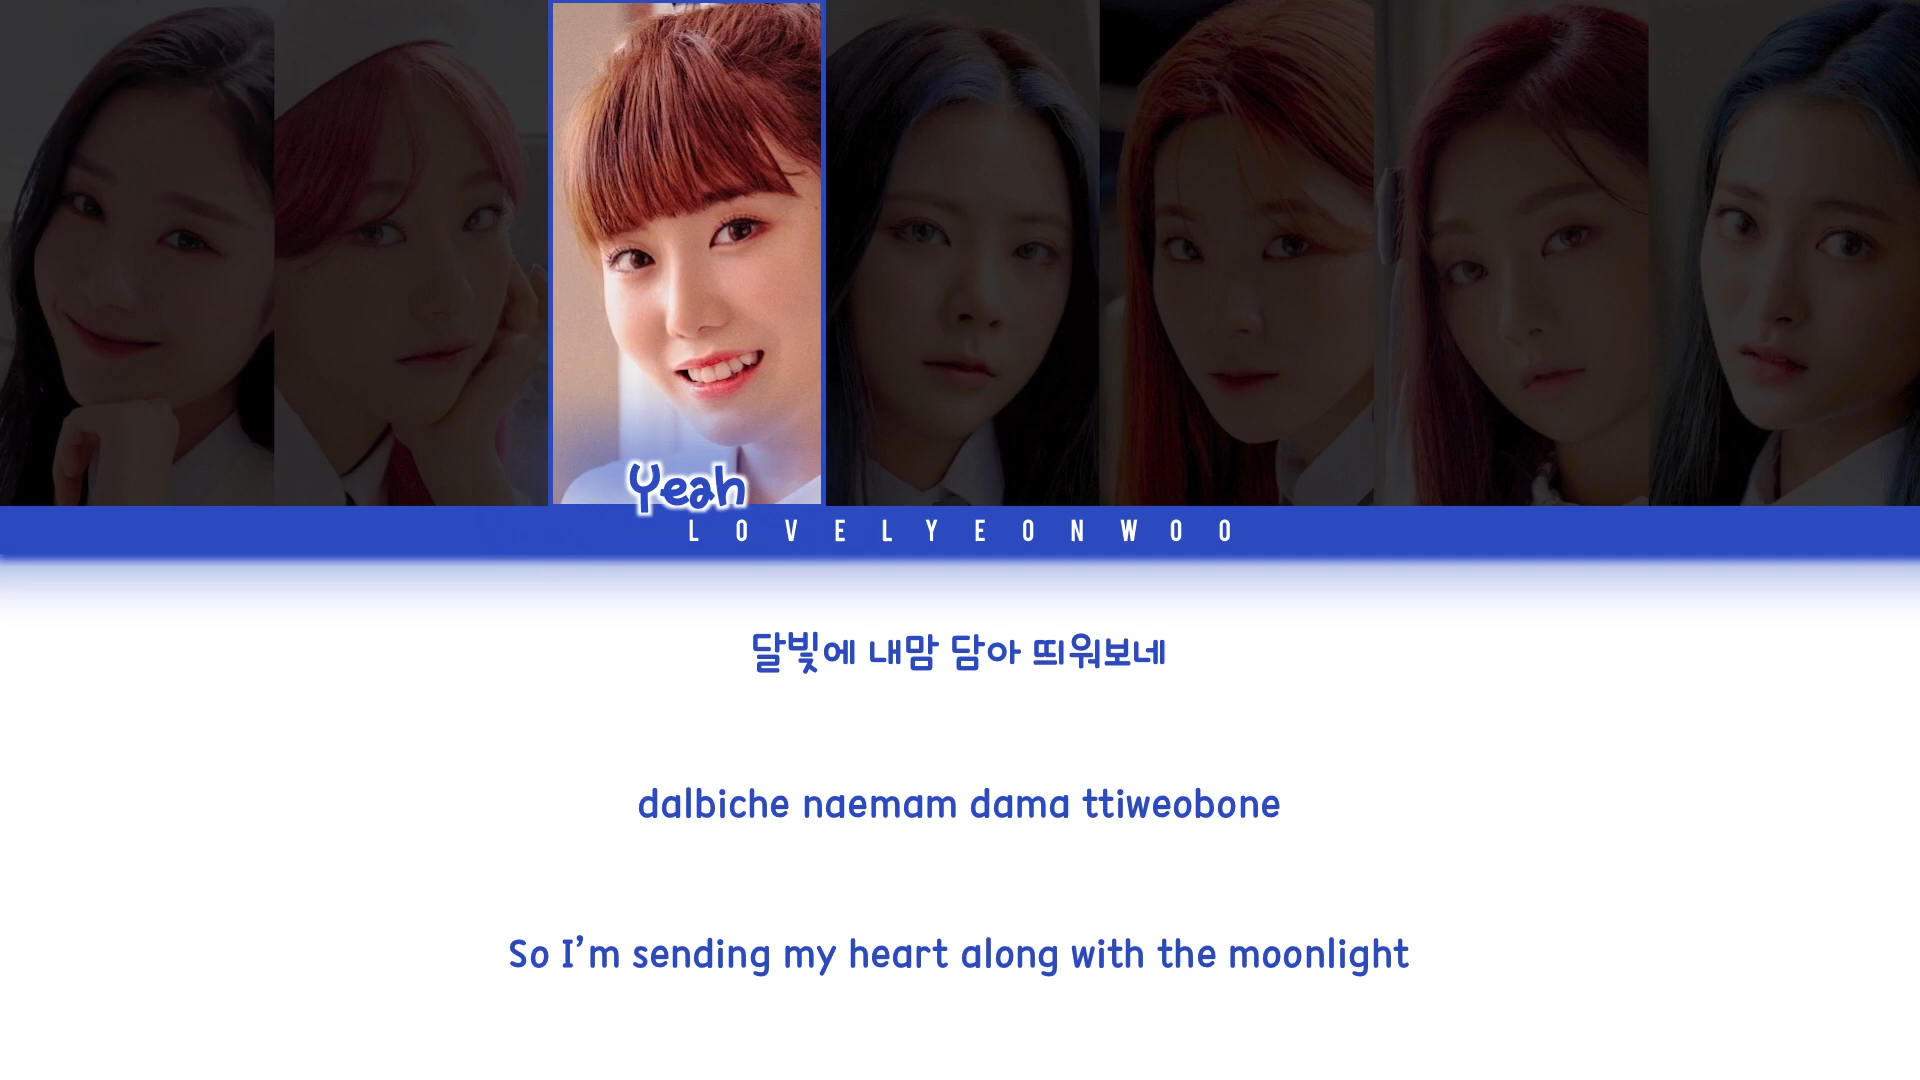 Yeah
LOVELYEONWOO
달빛에 내맘 담아 띄워보네
dalbiche naemam dama ttiweobone
So I'm sending my heart along with the moonlight